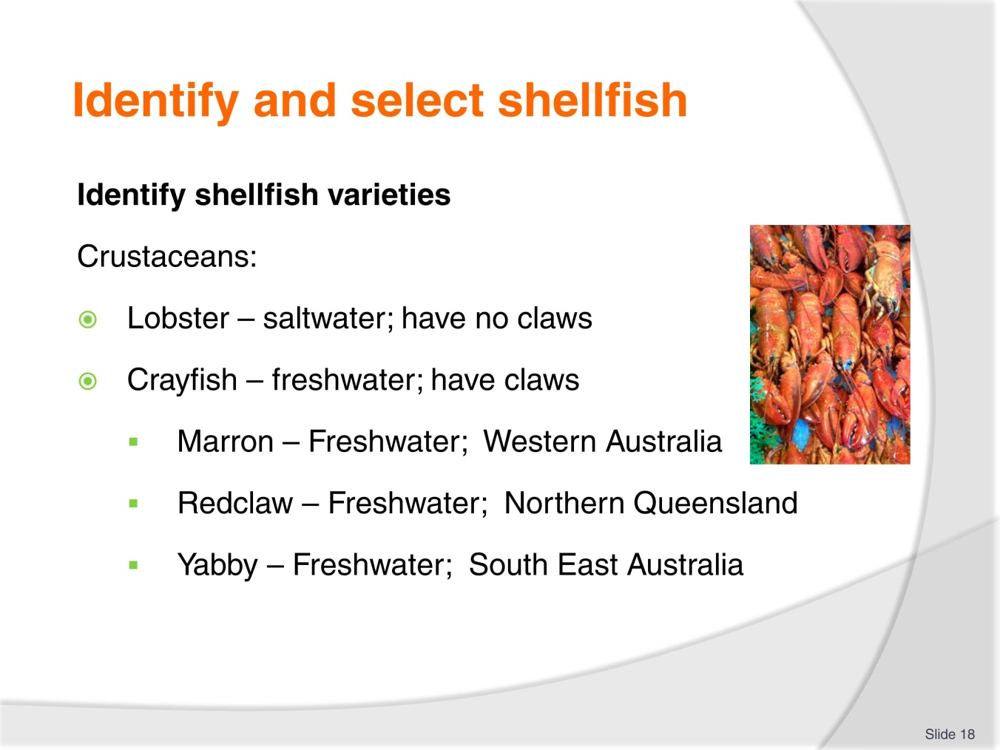 Identify and select shellfish
Identify shellfish varieties
Crustaceans:
Lobster – saltwater; have no claws
Crayfish – freshwater; have claws
Marron – Freshwater;  Western Australia
Redclaw – Freshwater;  Northern Queensland
Yabby – Freshwater;  South East Australia
Slide 18